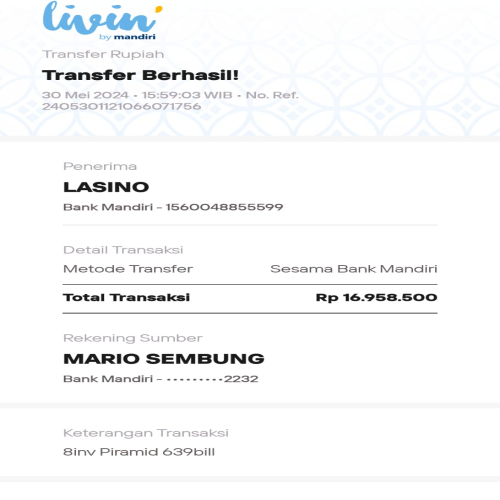 livin'
by mandiri
Transfer Rupiah
Transfer Berhasil!
30 Mei 2024 • 15:59:03 WIB • No. Ref.
2405301121066071756
Penerima
LASINO
Bank Mandiri - 1560048855599
Detail Transaksi
Metode Transfer Sesama Bank Mandiri
Total Transaksi Rp 16.958.500
Rekening Sumber
MARIO SEMBUNG
Bank Mandiri - •••••••••2232
Keterangan Transaksi
8inv Piramid 639bill